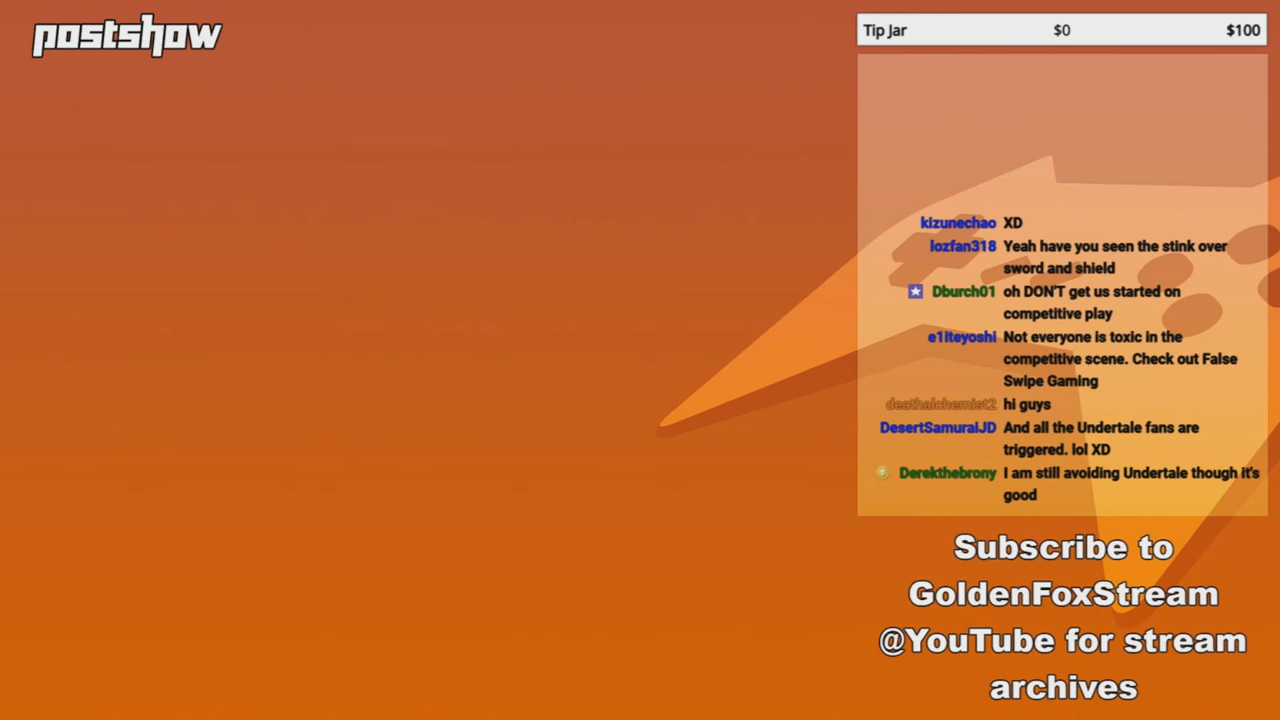 postshow
Tip Jar $0 $100
kizunechao XD
lozfan318 Yeah have you seen the stink over
sword and shield
Dburch01 oh DON'T get us started on
competitive play
e1iteyoshi Not everyone is toxic in the
competitive scene. Check out False
Swipe Gaming
deathalchemist2 hi guys
DesertSamuraiJD And all the Undertale fans are
triggered. lol XD
Derekthebrony I am still avoiding Undertale though it's
good
Subscribe to
GoldenFoxStream
@YouTube for stream
archives